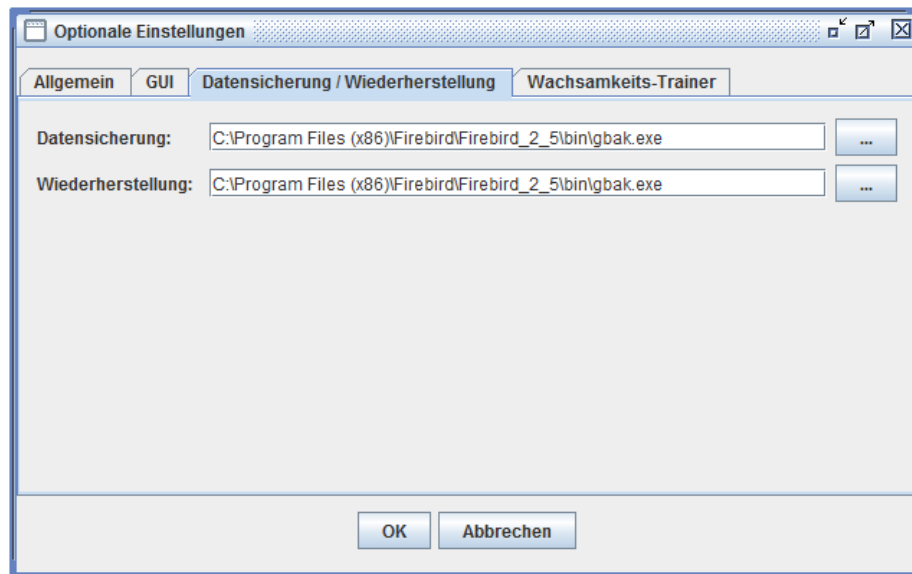 Optionale Einstellungen
Allgemein GUI Datensicherung / Wiederherstellung Wachsamkeits-Trainer
Datensicherung: C:\Program Files (x86)\Firebird\Firebird_2_5\bin\gbak.exe ...
Wiederherstellung: C:\Program Files (x86)\Firebird\Firebird_2_5\bin\gbak.exe ...
OK Abbrechen